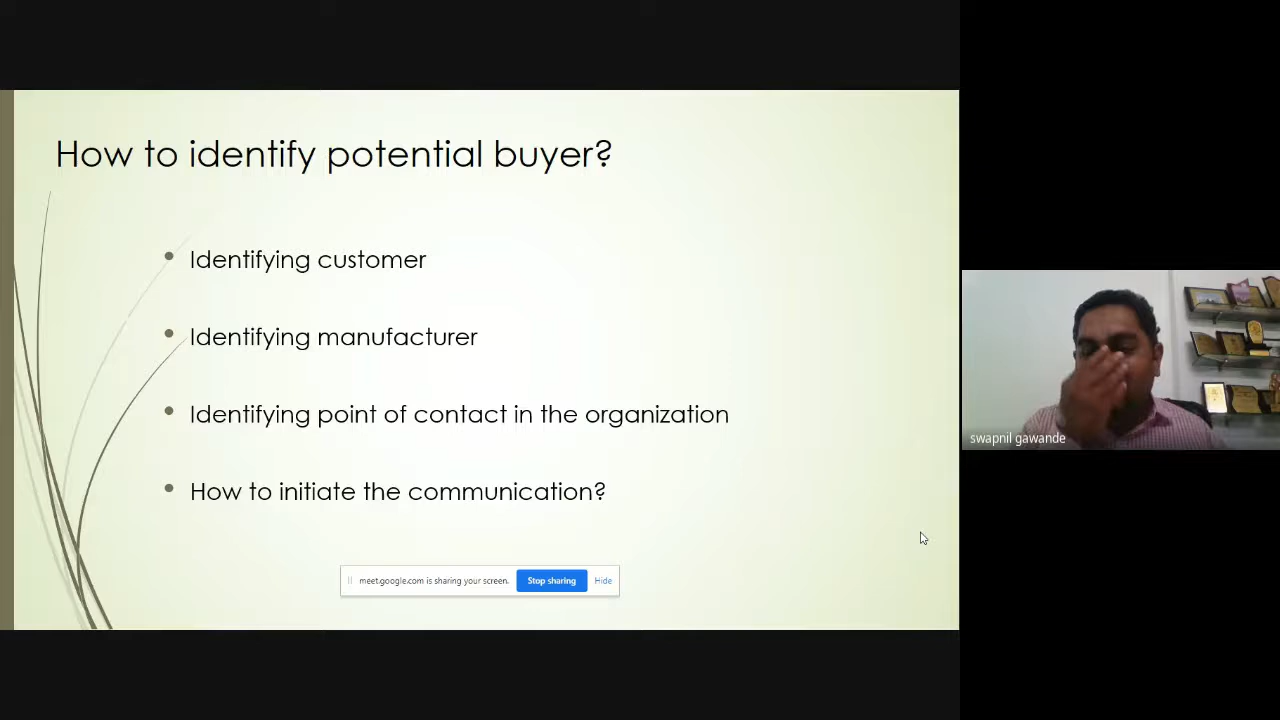 How to identify potential buyer?
Identifying customer
Identifying manufacturer
Identifying point of contact in the organization
How to initiate the communication?
meet.google.com is sharing your screen.
Stop sharing
Hide
swapnil gawande